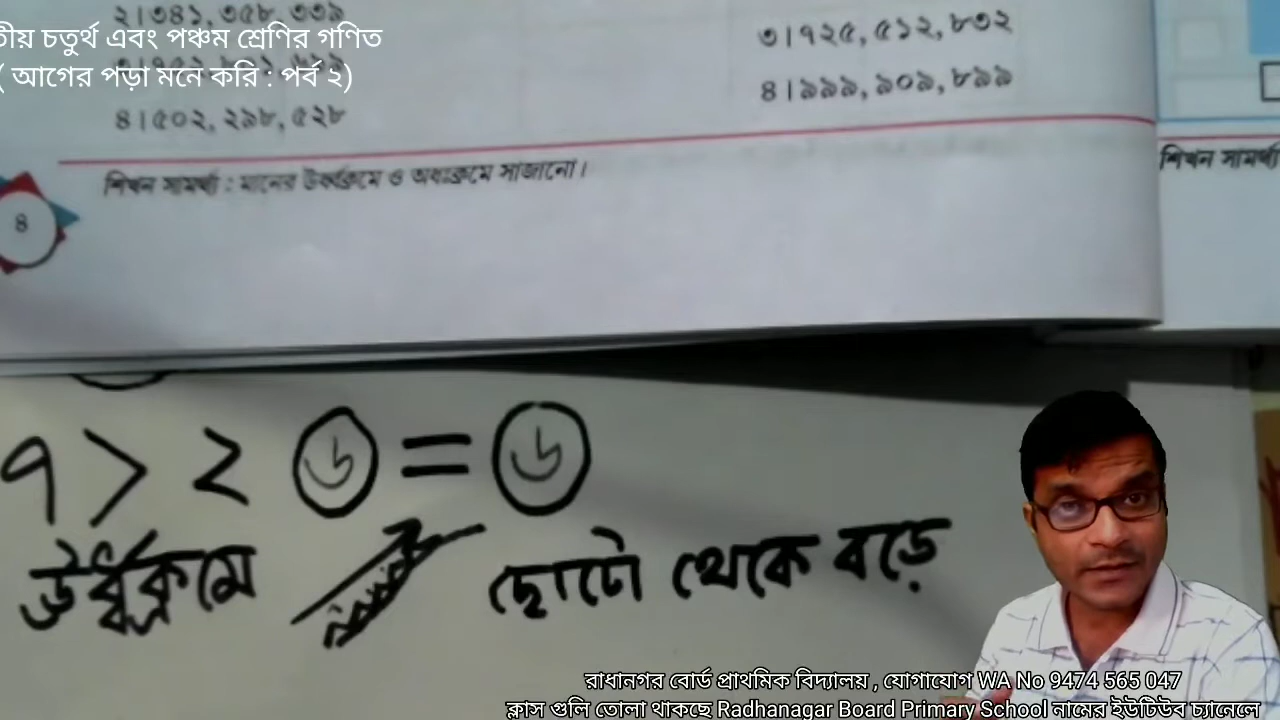 ২।৩৪১, ৩৫৮, ৩৩৯
তীয় চতুর্থ এবং পঞ্চম শ্রেণির গণিত
( আগের পড়া মনে করি : পর্ব ২)
৪।৫০২, ২৯৮, ৫২৮
৩।৭২৫, ৫১২, ৮৩২
৪।৯৯৯, ৯০৯, ৮৯৯
শিখন সামর্থ্য : মানের উর্ধ্বক্রমে ও অধঃক্রমে সাজানো।
শিখন সামর্থ্য
৪
৭ > ২ ৬ = ৬
উর্ধ্বক্রমে ছোটো থেকে বড়ে
রাধানগর বোর্ড প্রাথমিক বিদ্যালয় , যোগাযোগ WA No 9474 565 047
ক্লাস গুলি তোলা থাকছে Radhanagar Board Primary School নামের ইউটিউব চ্যানেলে